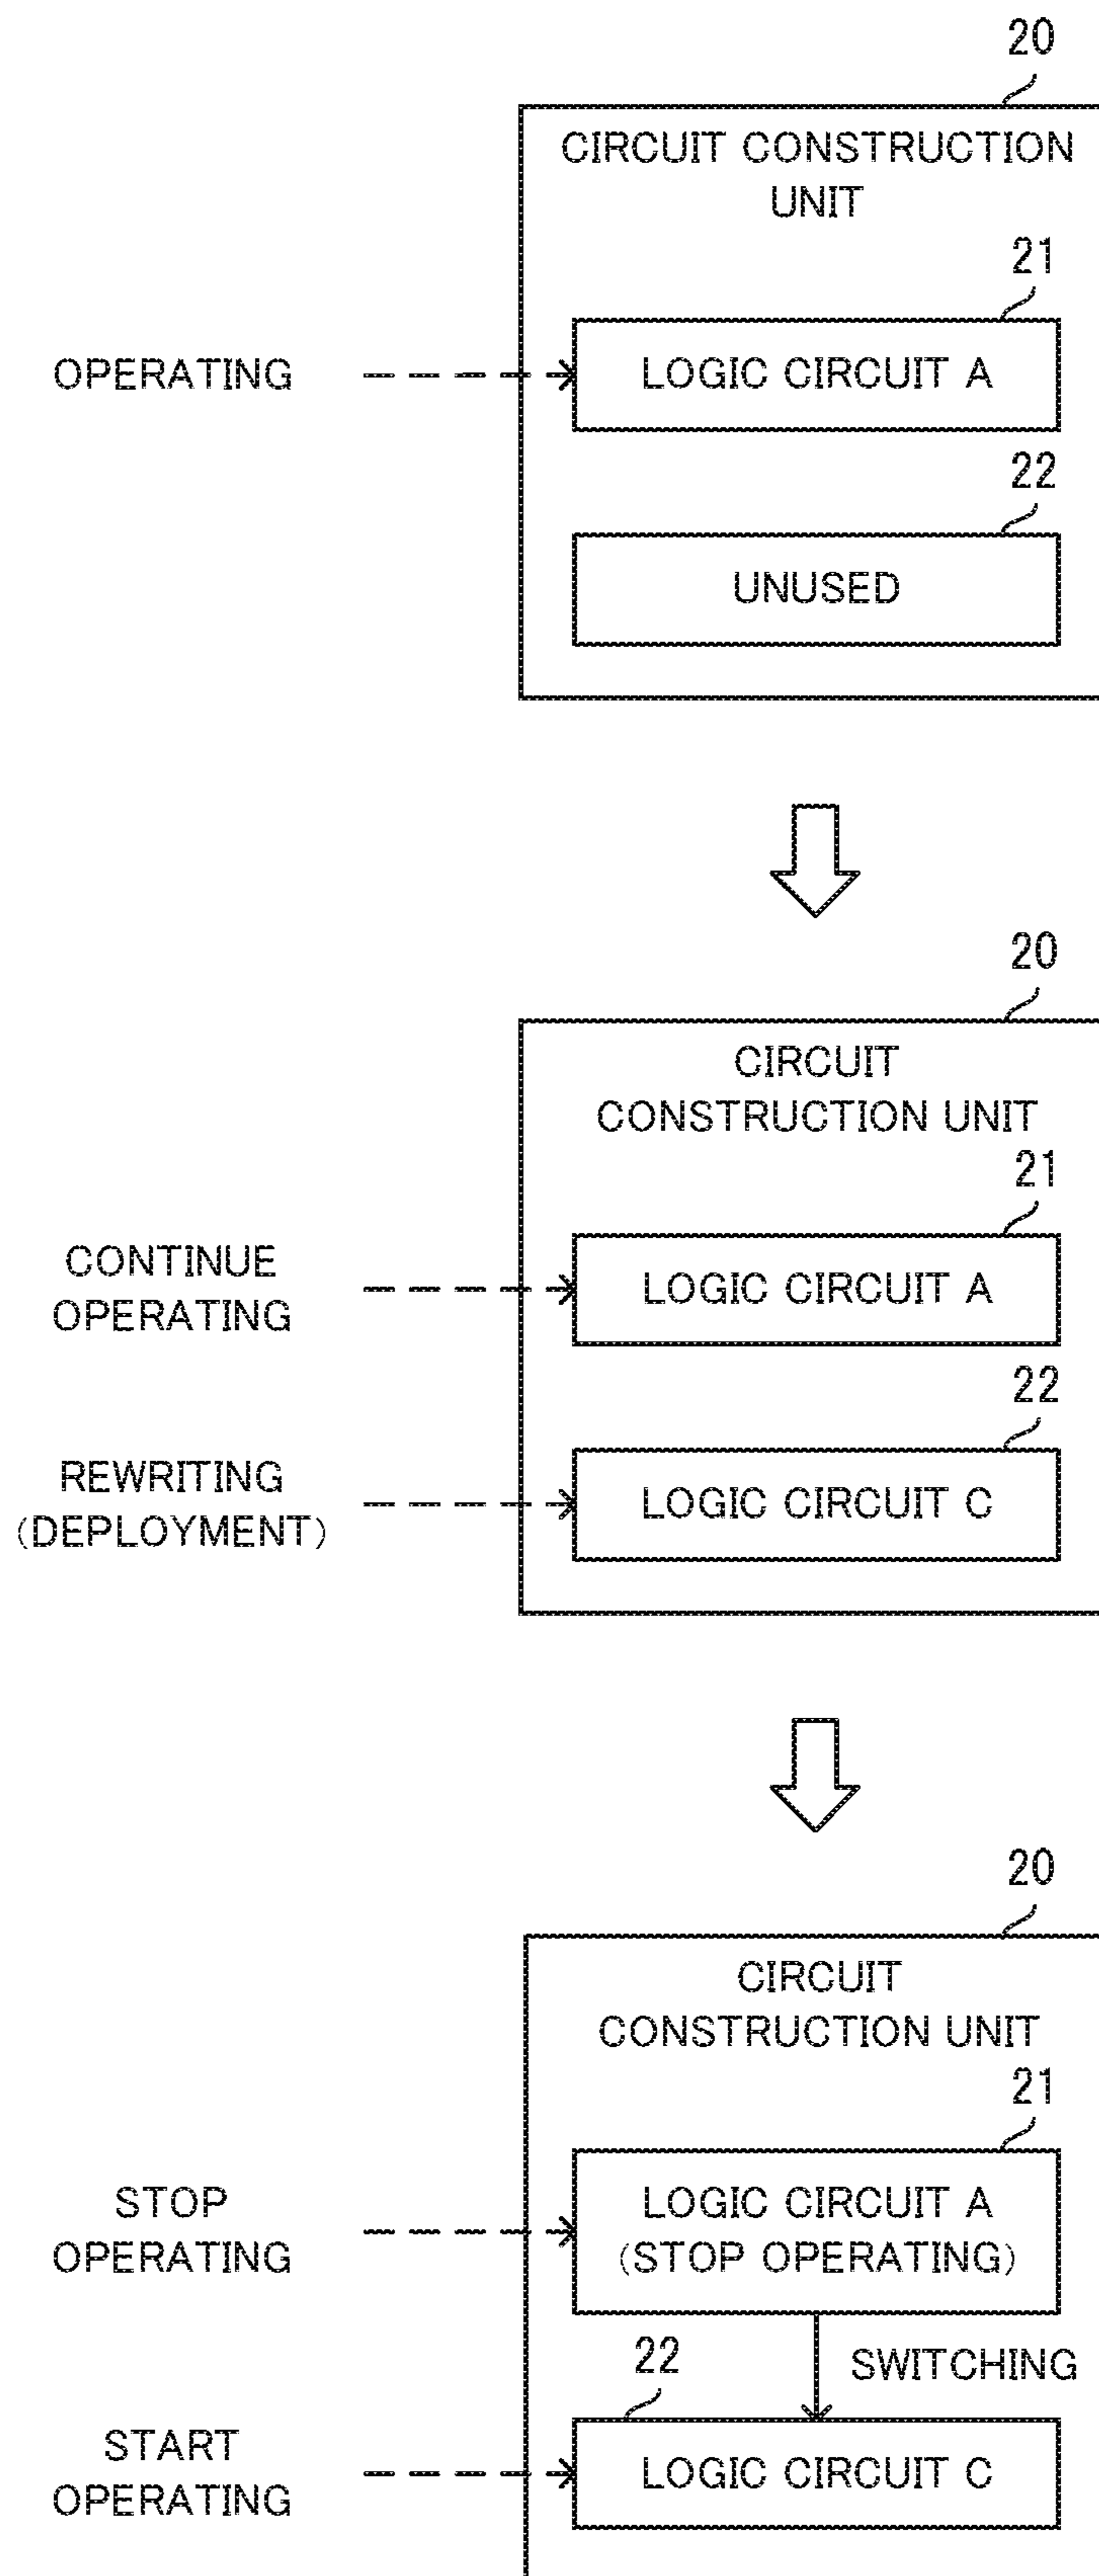 20
CIRCUIT CONSTRUCTION
UNIT
21
OPERATING
LOGIC CIRCUIT A
22
UNUSED
20
CIRCUIT
CONSTRUCTION UNIT
21
CONTINUE
OPERATING
LOGIC CIRCUIT A
22
REWRITING
(DEPLOYMENT)
LOGIC CIRCUIT C
20
CIRCUIT
CONSTRUCTION UNIT
21
STOP
OPERATING
LOGIC CIRCUIT A
(STOP OPERATING)
22
SWITCHING
START
OPERATING
LOGIC CIRCUIT C